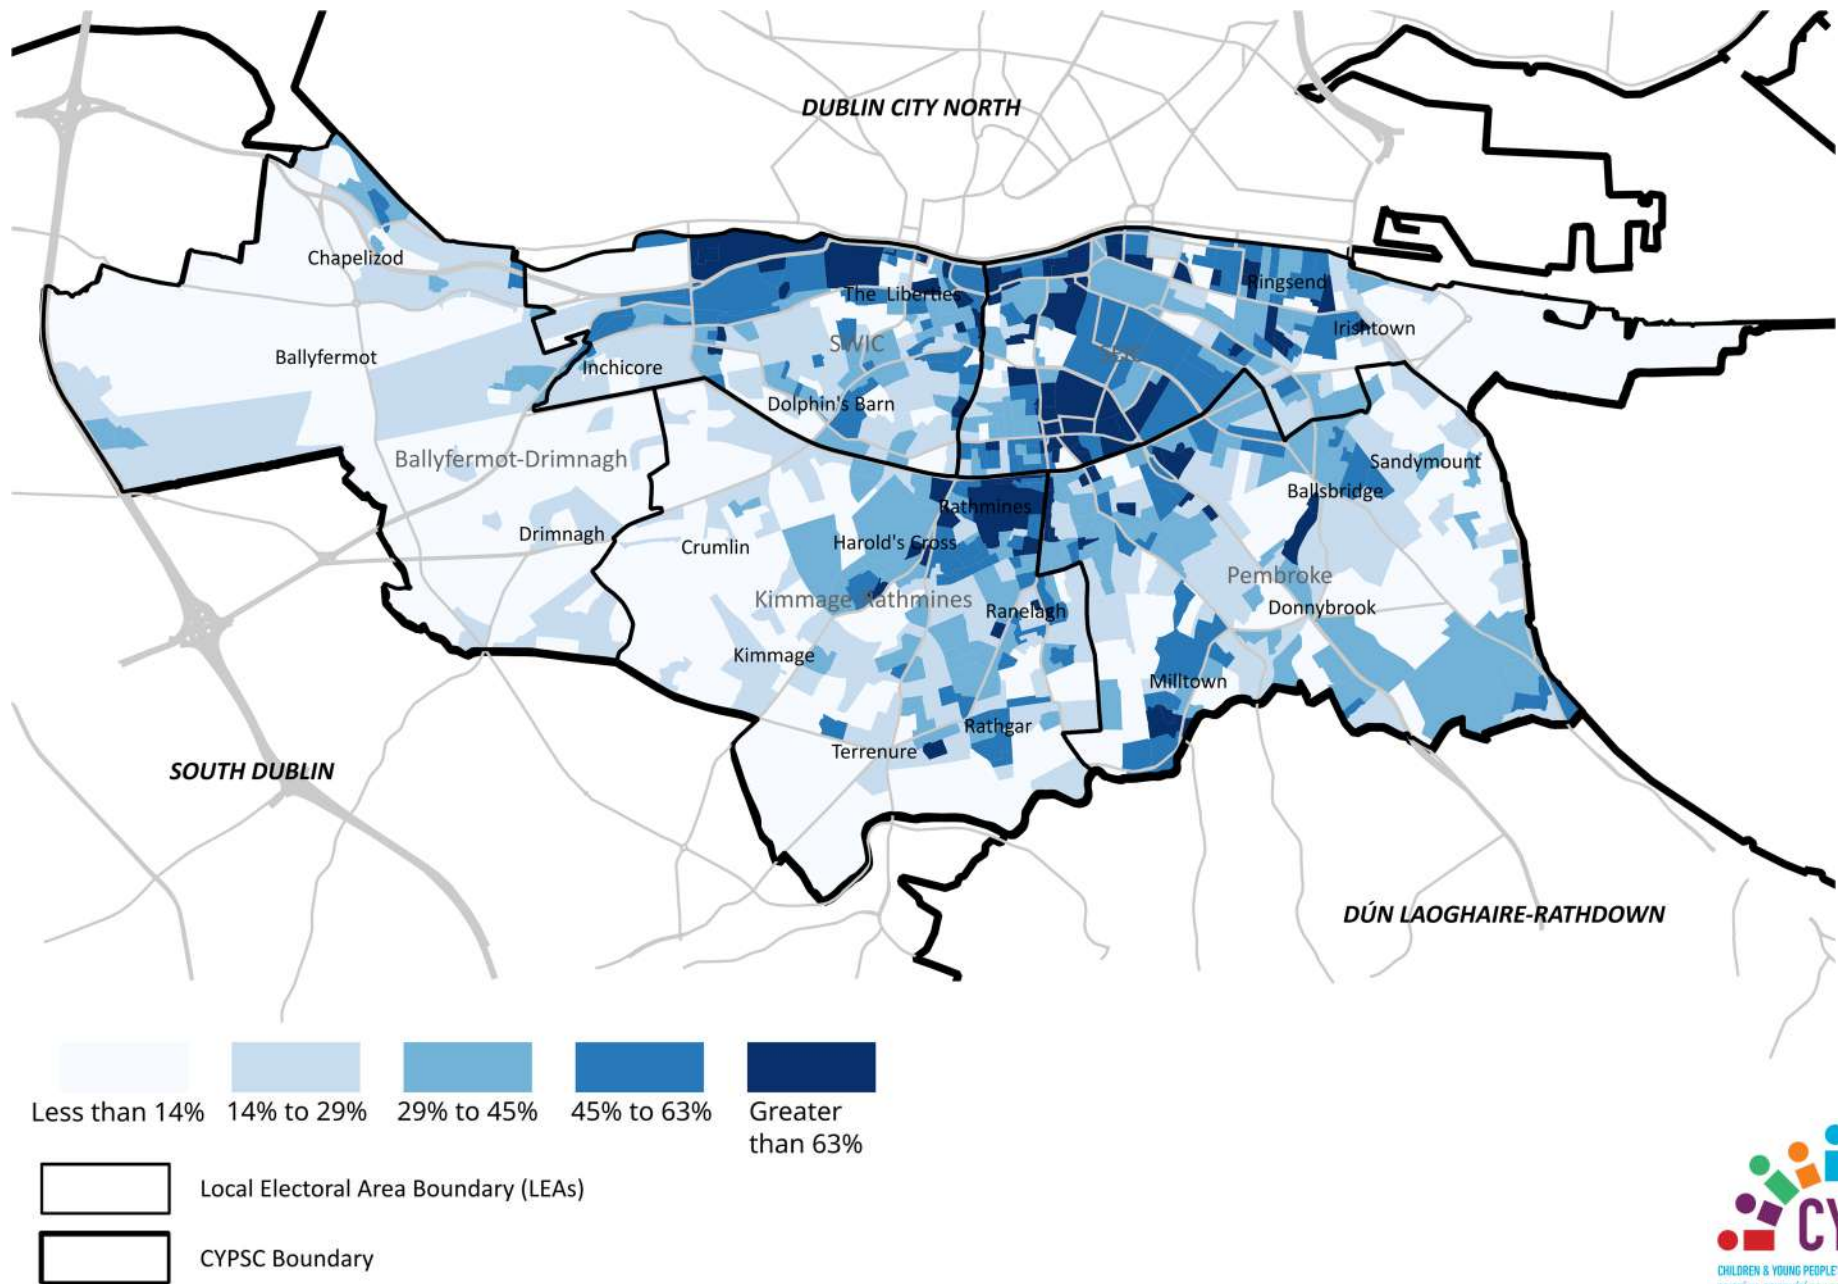 DUBLIN CITY NORTH
Chapelizod
The Liberties
Ringsend
Irishtown
Ballyfermot
SWIC
Inchicore
Dolphin's Barn
Ballyfermot-Drimnagh
Sandymount
Ballsbridge
Rathmines
Drimnagh
Crumlin
Harold's Cross
Pembroke
Kimmage Rathmines
Ranelagh
Donnybrook
Kimmage
Milltown
Rathgar
Terrenure
SOUTH DUBLIN
DÚN LAOGHAIRE-RATHDOWN
Less than 14%
14% to 29%
29% to 45%
45% to 63%
Greater
than 63%
Local Electoral Area Boundary (LEAs)
CYPSC Boundary
CY
CHILDREN & YOUNG PEOPLE'